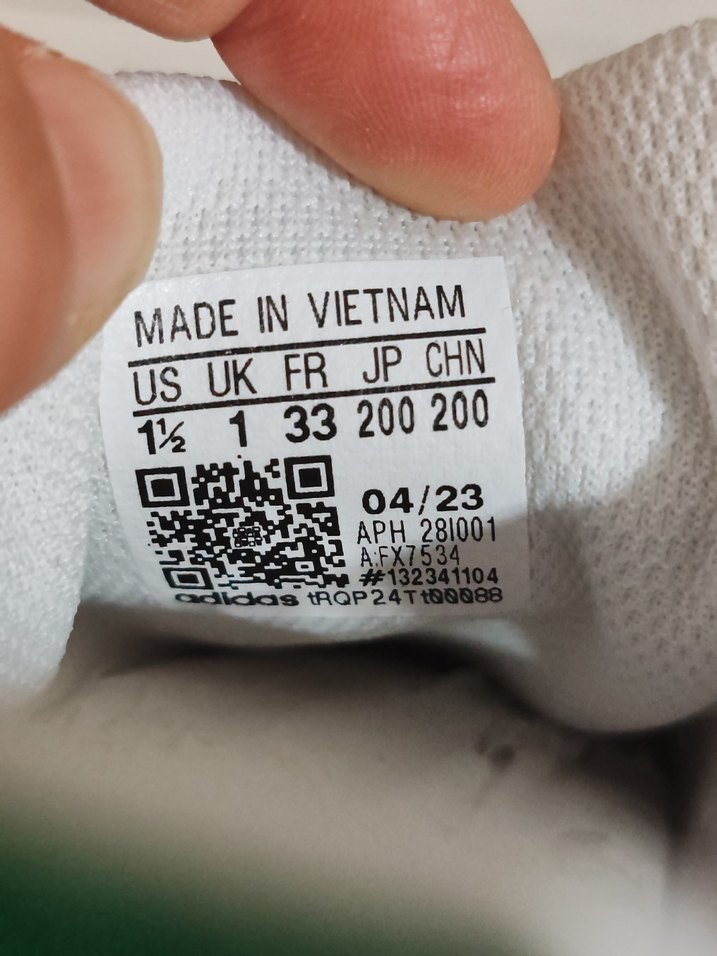 MADE IN VIETNAM
US UK FR JP CHN
1½ 1 33 200 200
04/23
APH 28I001
A:FX7534
#132341104
adidas tRQP24Tt00088